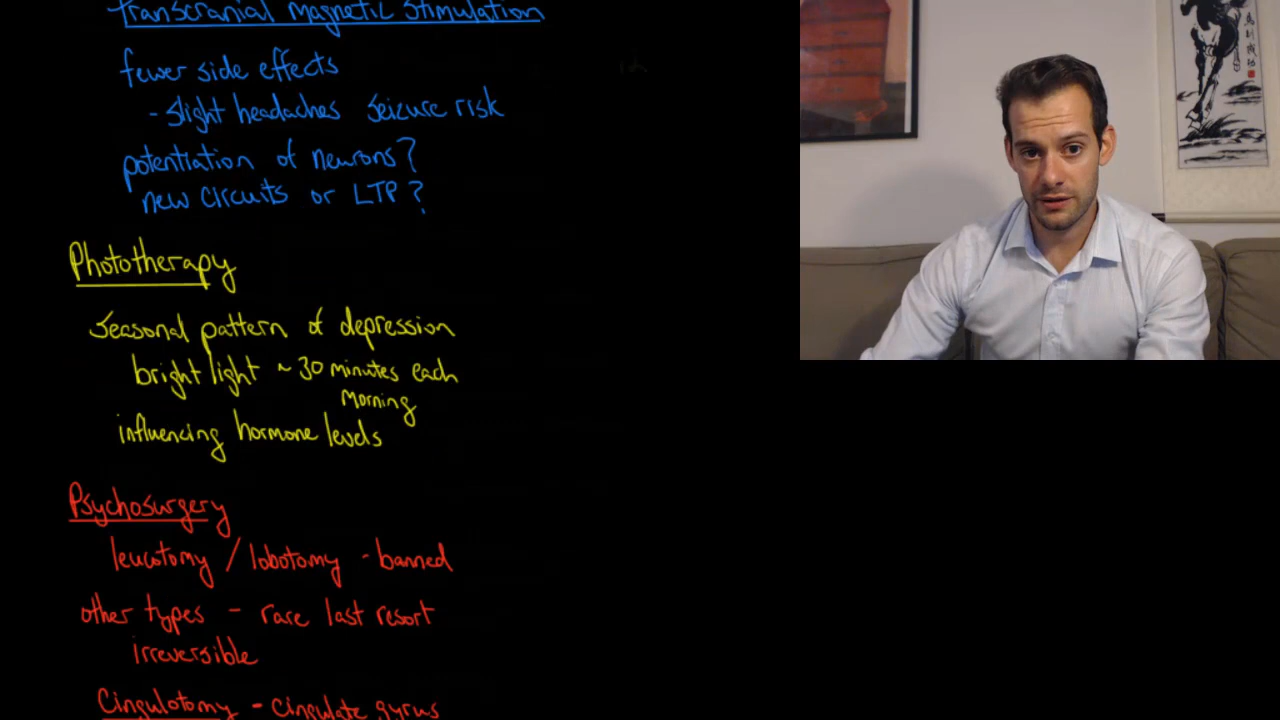 Transcranial Magnetic Stimulation
fewer side effects
- slight headaches seizure risk
potentiation of neurons?
new circuits or LTP?
Phototherapy
seasonal pattern of depression
bright light ~ 30 minutes each
morning
influencing hormone levels
Psychosurgery
leucotomy / lobotomy - banned
other types - rare last resort
irreversible
Cingulotomy - cingulate gyrus